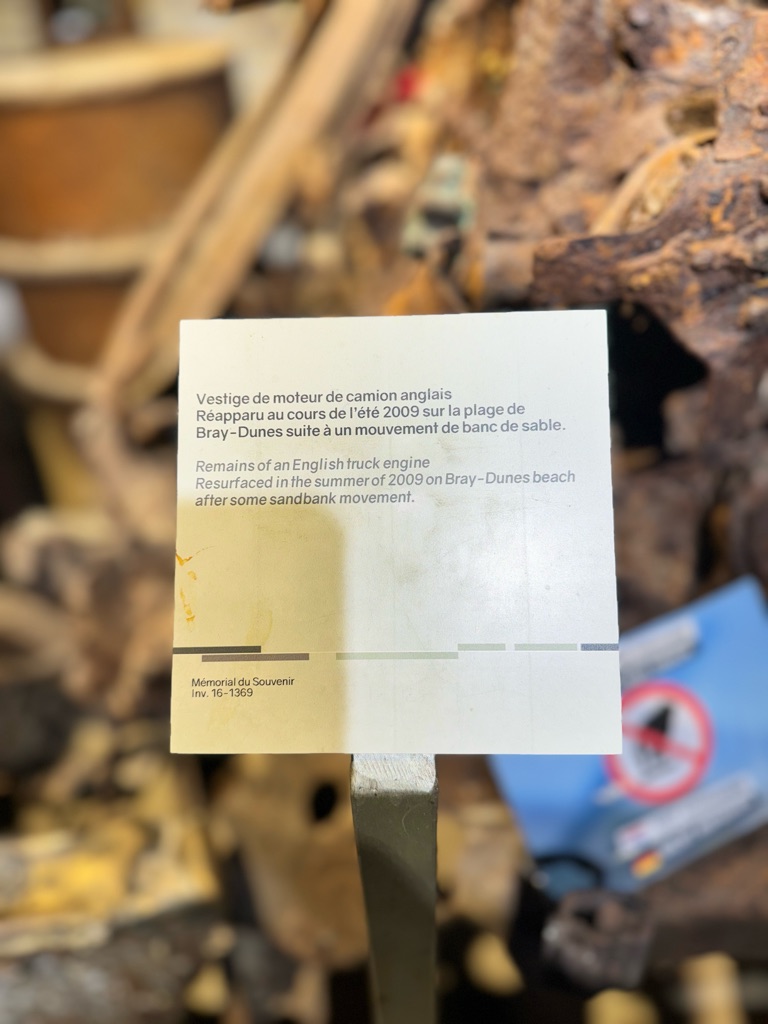 Vestige de moteur de camion anglais
Réapparu au cours de l'été 2009 sur la plage de
Bray-Dunes suite à un mouvement de banc de sable.
Remains of an English truck engine
Resurfaced in the summer of 2009 on Bray-Dunes beach
after some sandbank movement.
Mémorial du Souvenir
Inv. 16-1369